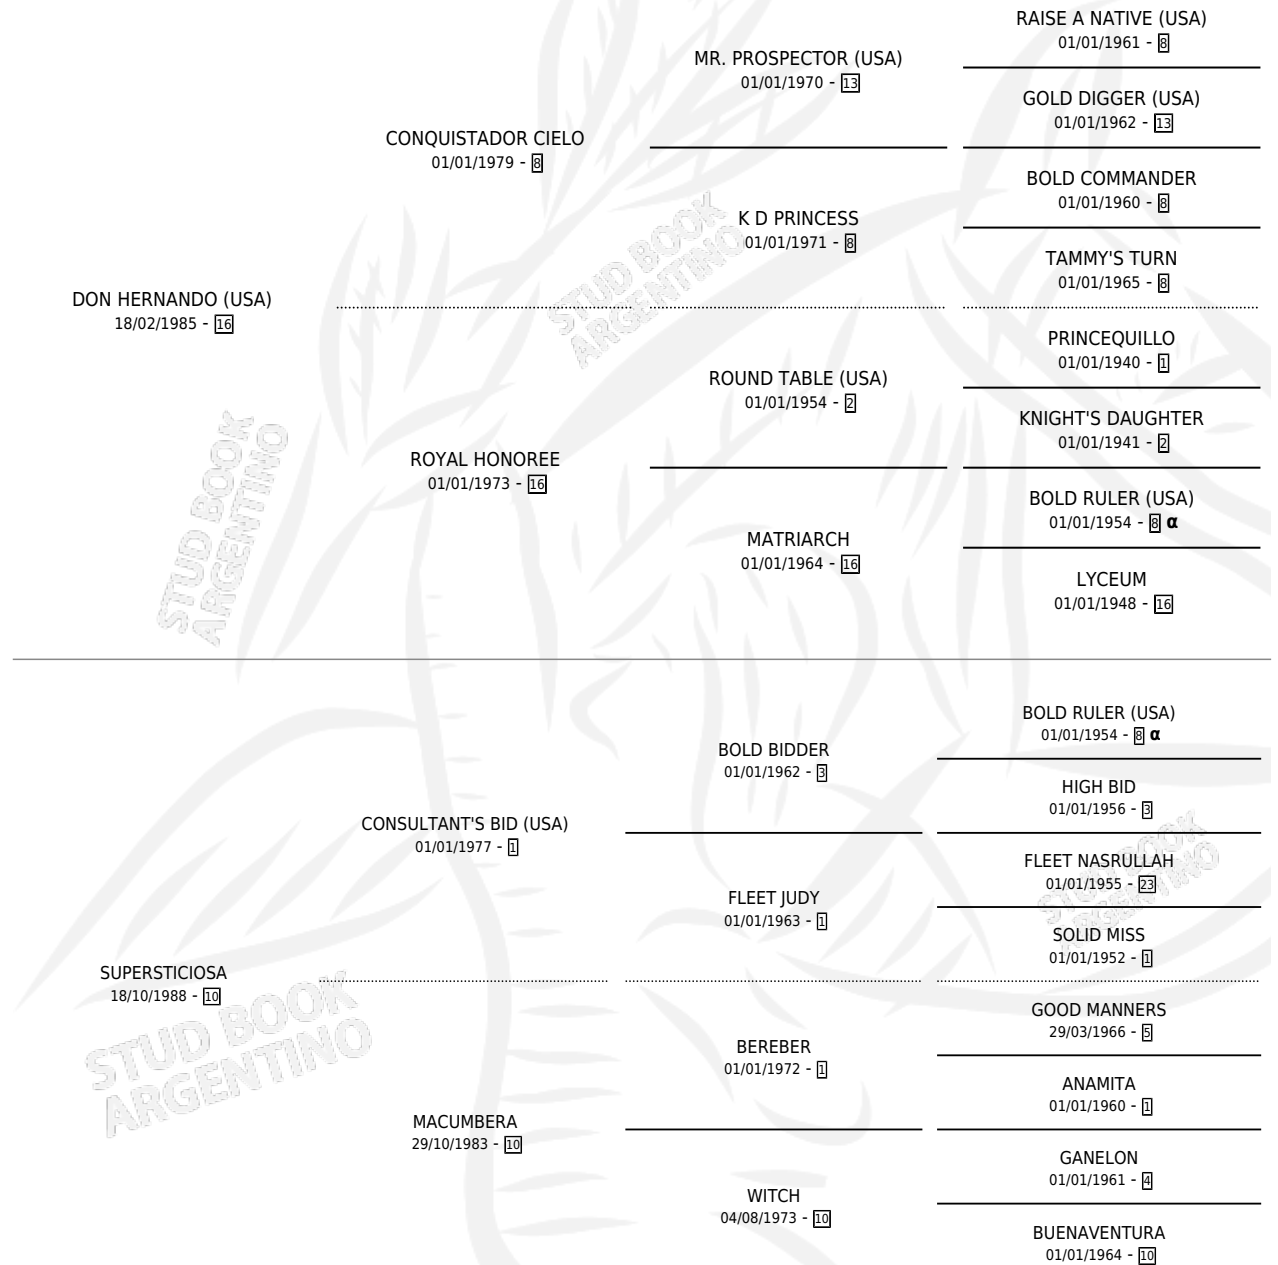 RAISE A NATIVE (USA)
01/01/1961 - 8
MR. PROSPECTOR (USA)
01/01/1970 - 13
GOLD DIGGER (USA)
01/01/1962 - 13
CONQUISTADOR CIELO
01/01/1979 - 8
BOLD COMMANDER
01/01/1960 - 8
K D PRINCESS
01/01/1971 - 8
TAMMY'S TURN
01/01/1965 - 8
DON HERNANDO (USA)
18/02/1985 - 16
PRINCEQUILLO
01/01/1940 - 1
ROUND TABLE (USA)
01/01/1954 - 2
KNIGHT'S DAUGHTER
01/01/1941 - 2
ROYAL HONOREE
01/01/1973 - 16
BOLD RULER (USA)
01/01/1954 - 8 α
MATRIARCH
01/01/1964 - 16
LYCEUM
01/01/1948 - 16
STUD BOOK
ARGENTINO
STUD BOOK
ARGENTINO
BOLD RULER (USA)
01/01/1954 - 8 α
BOLD BIDDER
01/01/1962 - 3
HIGH BID
01/01/1956 - 3
CONSULTANT'S BID (USA)
01/01/1977 - 1
FLEET NASRULLAH
01/01/1955 - 23
FLEET JUDY
01/01/1963 - 1
SOLID MISS
01/01/1952 - 1
SUPERSTICIOSA
18/10/1988 - 10
GOOD MANNERS
29/03/1966 - 5
BEREBER
01/01/1972 - 1
ANAMITA
01/01/1960 - 1
MACUMBERA
29/10/1983 - 10
GANELON
01/01/1961 - 4
WITCH
04/08/1973 - 10
BUENAVENTURA
01/01/1964 - 10
STUD BOOK
ARGENTINO
STUD BOOK
ARGENTINO